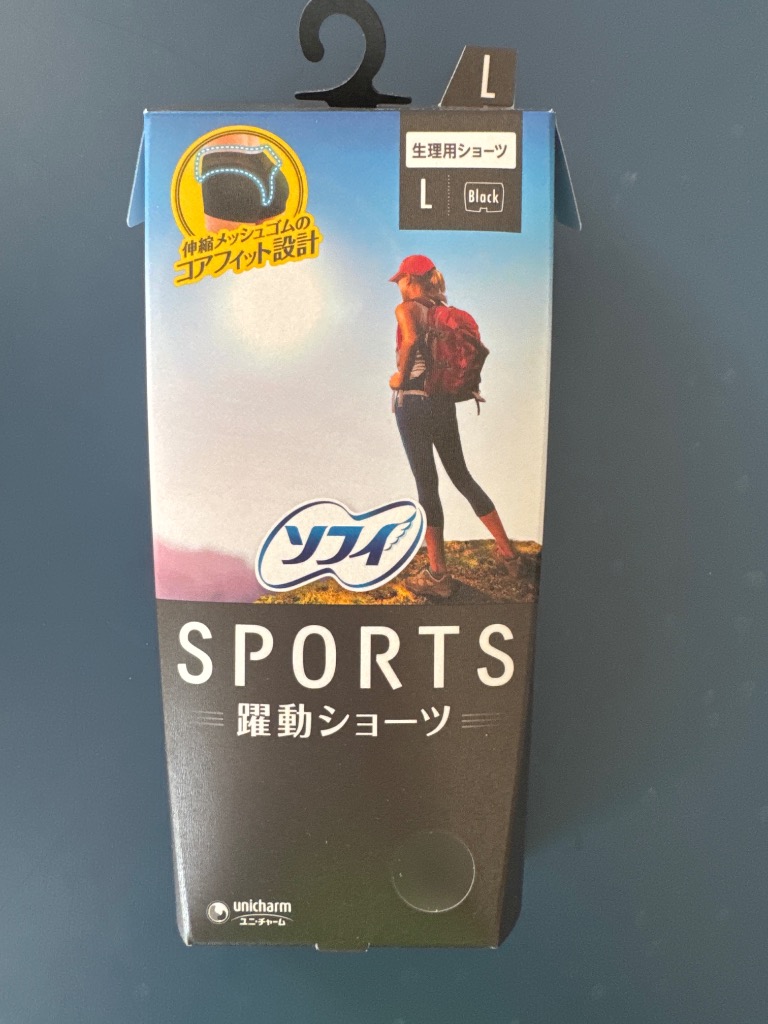 L
生理用ショーツ
L
Black
伸縮メッシュゴムの
コアフィット設計
ソフィ
SPORTS
躍動ショーツ
unicharm
ユニ・チャーム